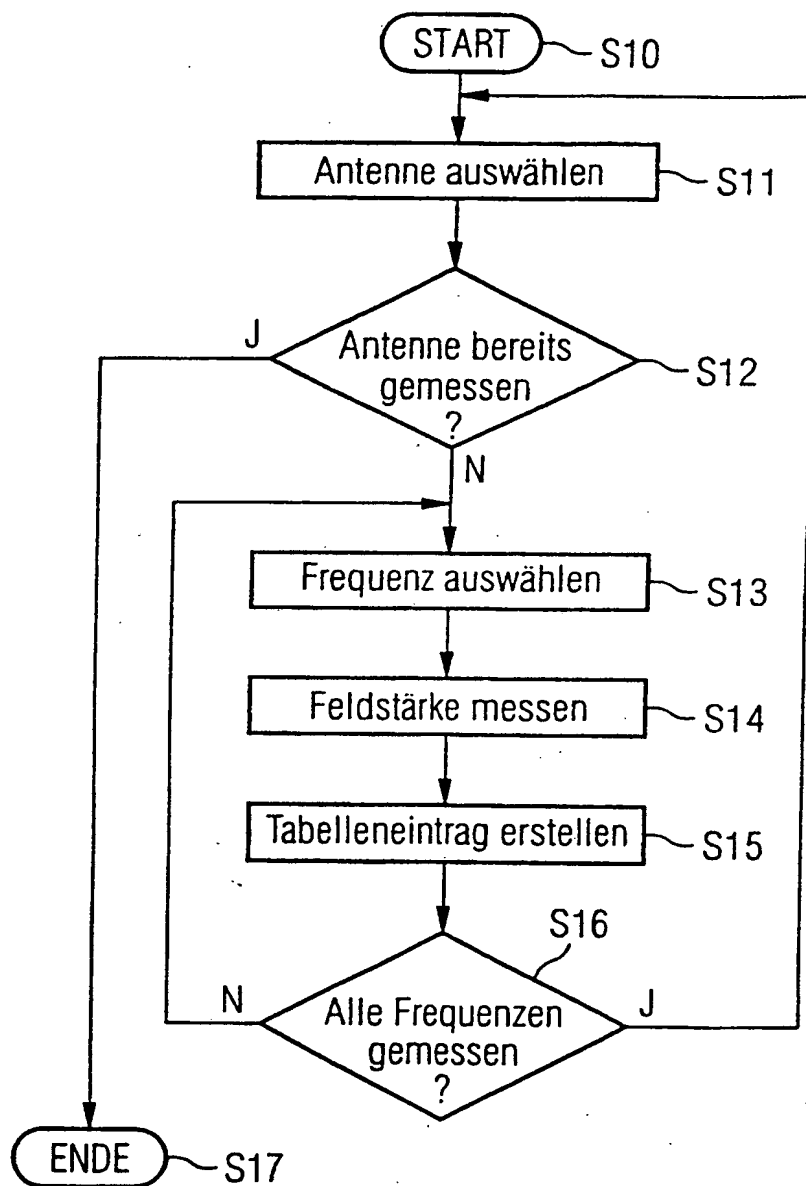 START
S10
Antenne auswählen
S11
J
Antenne bereits
gemessen
?
S12
N
Frequenz auswählen
S13
Feldstärke messen
S14
Tabelleneintrag erstellen
S15
S16
N
Alle Frequenzen
gemessen
?
J
ENDE
S17